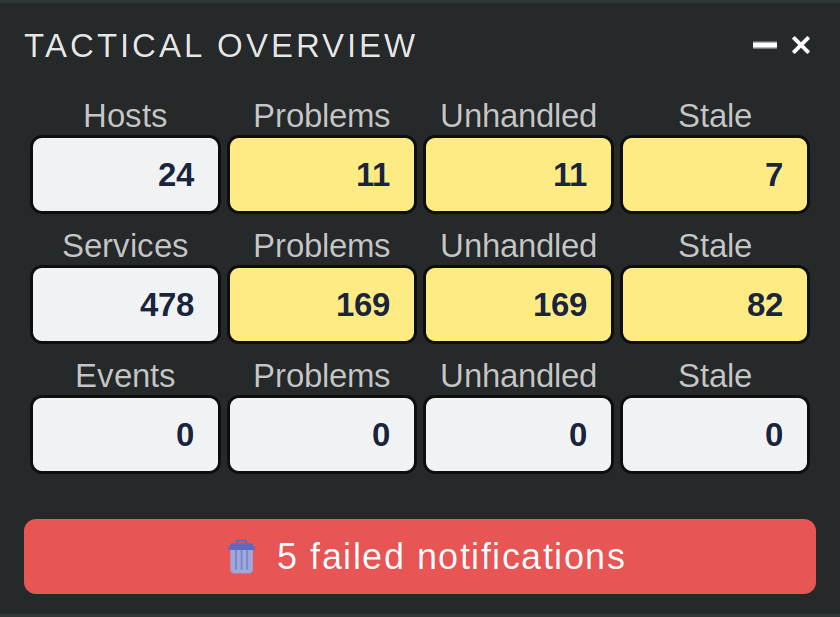 TACTICAL OVERVIEW
Hosts Problems Unhandled Stale
24 11 11 7
Services Problems Unhandled Stale
478 169 169 82
Events Problems Unhandled Stale
0 0 0 0
5 failed notifications